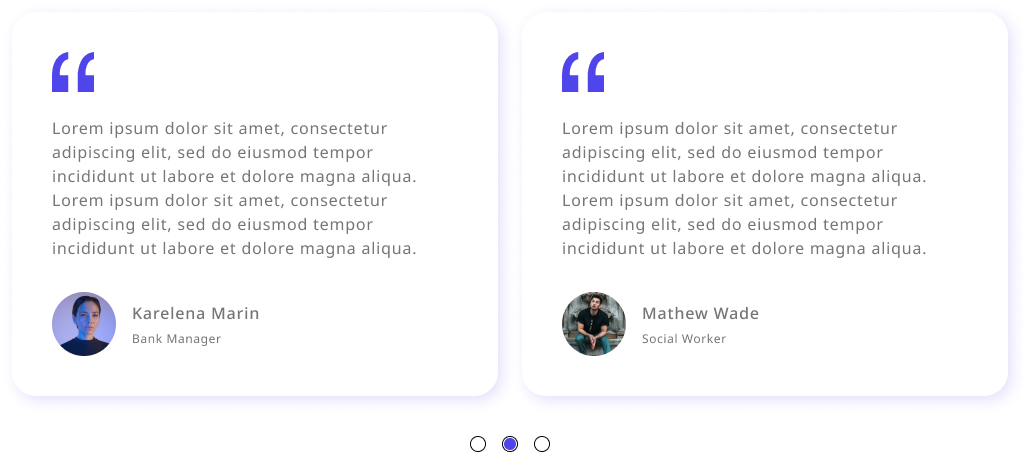 Lorem ipsum dolor sit amet, consectetur
adipiscing elit, sed do eiusmod tempor
incididunt ut labore et dolore magna aliqua.
Lorem ipsum dolor sit amet, consectetur
adipiscing elit, sed do eiusmod tempor
incididunt ut labore et dolore magna aliqua.
Karelena Marin
Bank Manager
Lorem ipsum dolor sit amet, consectetur
adipiscing elit, sed do eiusmod tempor
incididunt ut labore et dolore magna aliqua.
Lorem ipsum dolor sit amet, consectetur
adipiscing elit, sed do eiusmod tempor
incididunt ut labore et dolore magna aliqua.
Mathew Wade
Social Worker